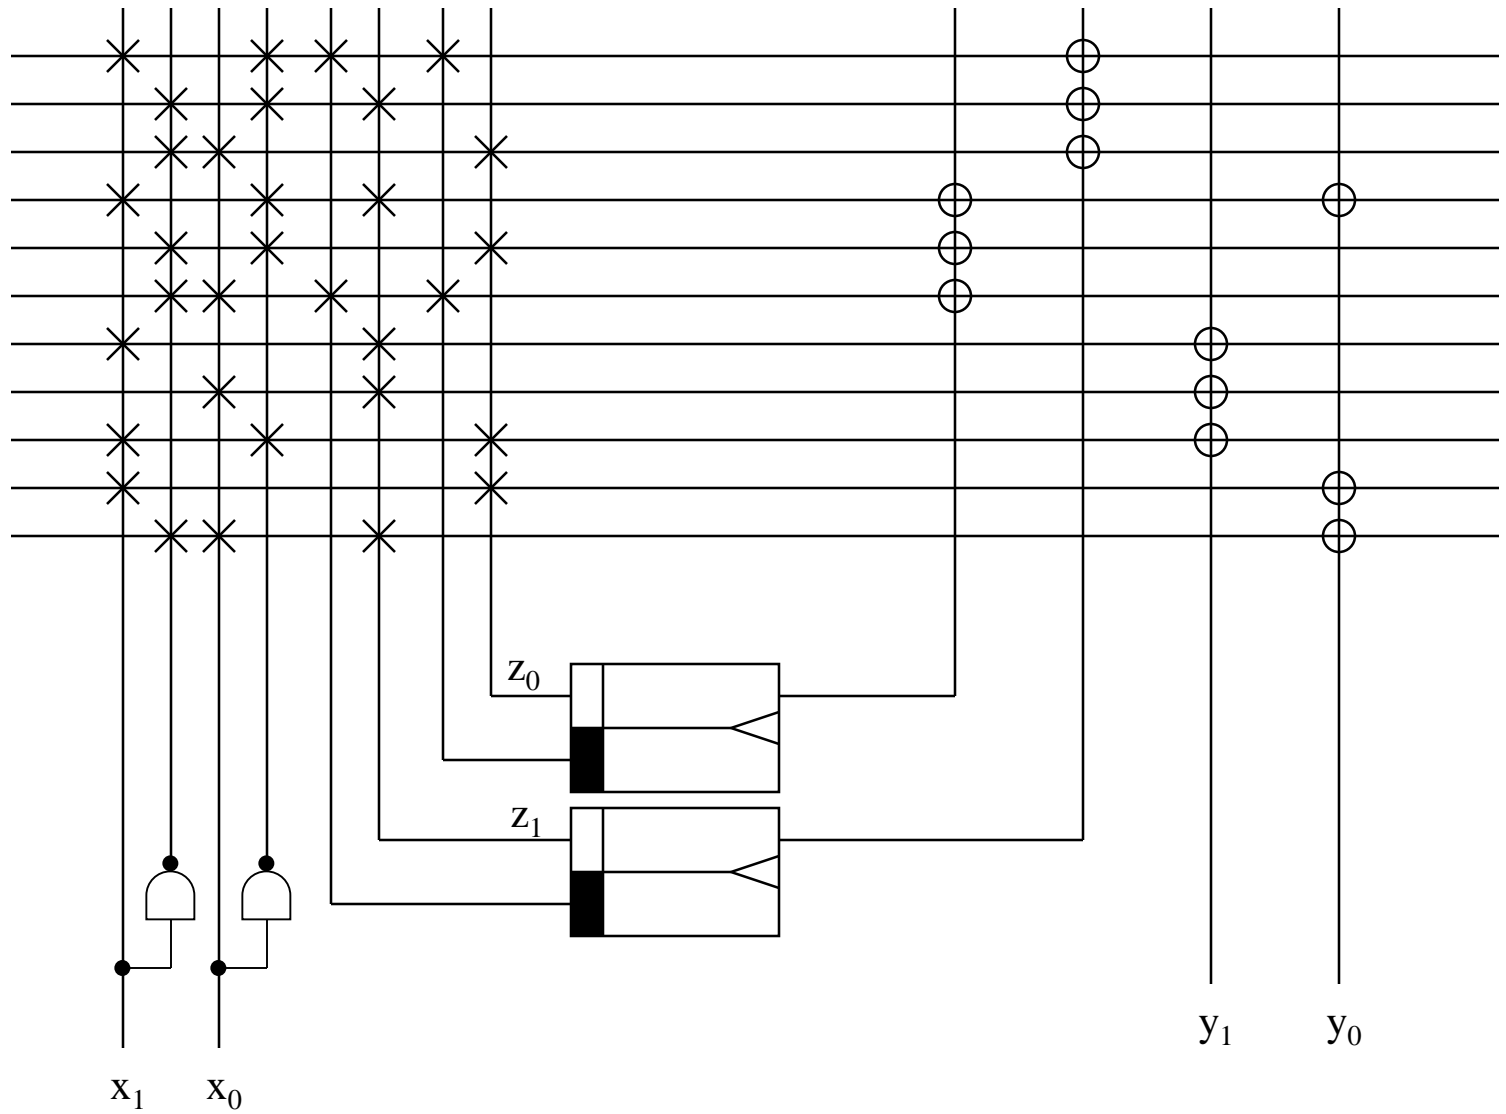 z₀
z₁
y₁ y₀
x₁ x₀